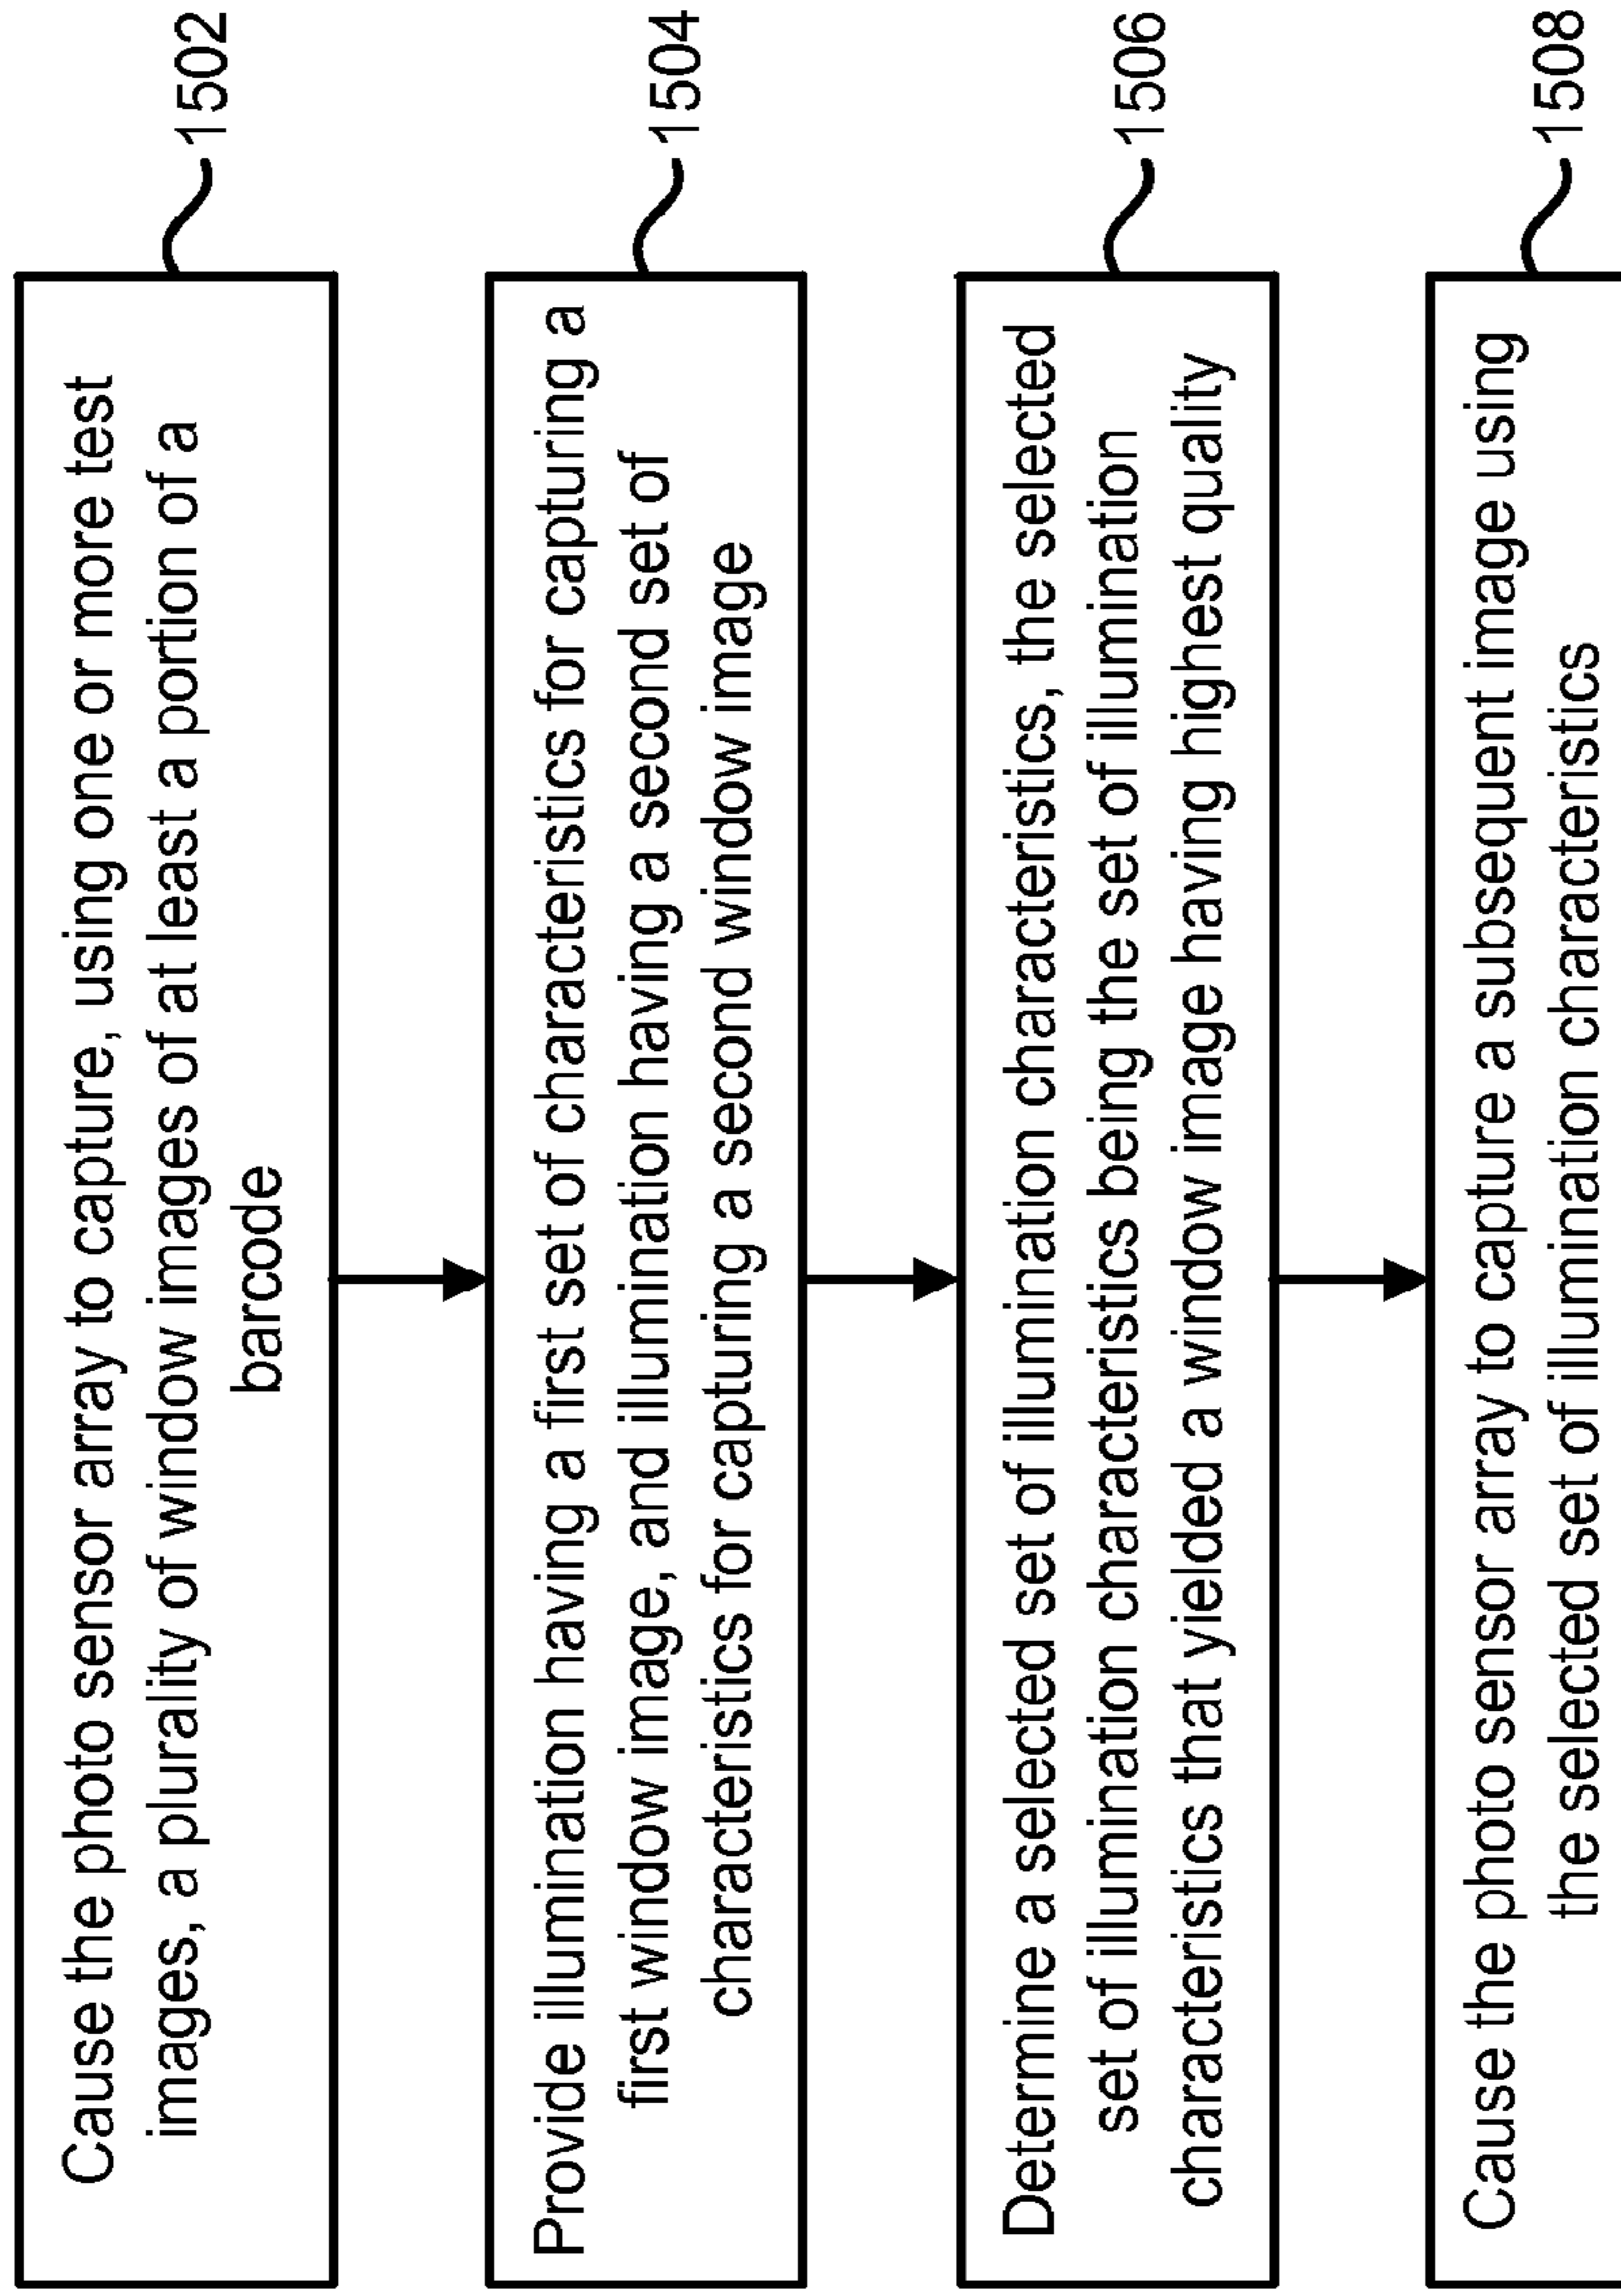 Cause the photo sensor array to capture, using one or more test
images, a plurality of window images of at least a portion of a
barcode
1502
Provide illumination having a first set of characteristics for capturing a
first window image, and illumination having a second set of
characteristics for capturing a second window image
1504
Determine a selected set of illumination characteristics, the selected
set of illumination characteristics being the set of illumination
characteristics that yielded a window image having highest quality
1506
Cause the photo sensor array to capture a subsequent image using
the selected set of illumination characteristics
1508